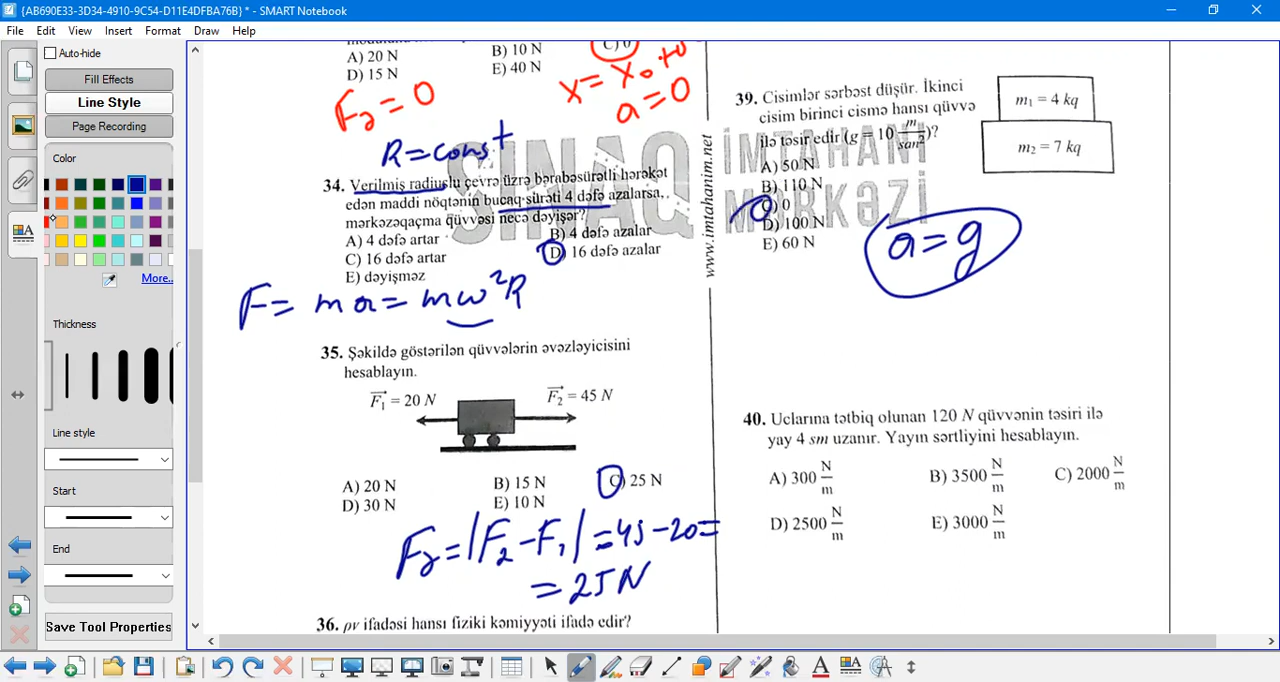 {AB690E33-3D34-4910-9C54-D11E4DFBA76B}* - SMART Notebook
File Edit View Insert Format Draw Help
Auto-hide
Fill Effects
Line Style
Page Recording
Color
More..
Thickness
Line style
Start
End
Save Tool Properties
A) 20 N B) 10 N C) 0
D) 15 N E) 40 N
x = x₀ + υ
a = 0
R = const
34. Verilmiş radiuslu çevrə üzrə bərabəsürətli hərəkət
edən maddi nöqtənin bucaq sürəti 4 dəfə azalarsa,
mərkəzəqaçma qüvvəsi necə dəyişər?
A) 4 dəfə artar B) 4 dəfə azalar
C) 16 dəfə artar D) 16 dəfə azalar
E) dəyişməz
F = ma = mω²R
35. Şəkildə göstərilən qüvvələrin əvəzləyicisini
hesablayın.
F₁ = 20 N F₂ = 45 N
A) 20 N B) 15 N C) 25 N
D) 30 N E) 10 N
= |F₂ - F₁| = 45 - 20 =
= 25 N
36. ρv ifadəsi hansı fiziki kəmiyyəti ifadə edir?
SINAQ İMTAHANI MƏRKƏZİ
www.imtahanim.net
39. Cisimlər sərbəst düşür. İkinci
cisim birinci cismə hansı qüvvə
ilə təsir edir (g = 10 m/san²)?
m₁ = 4 kq
m₂ = 7 kq
A) 50 N
B) 110 N
C) 0
D) 100 N
E) 60 N
a = g
40. Uclarına tətbiq olunan 120 N qüvvənin təsiri ilə
yay 4 sm uzanır. Yayın sərtliyini hesablayın.
A) 300 N/m B) 3500 N/m C) 2000 N/m
D) 2500 N/m E) 3000 N/m